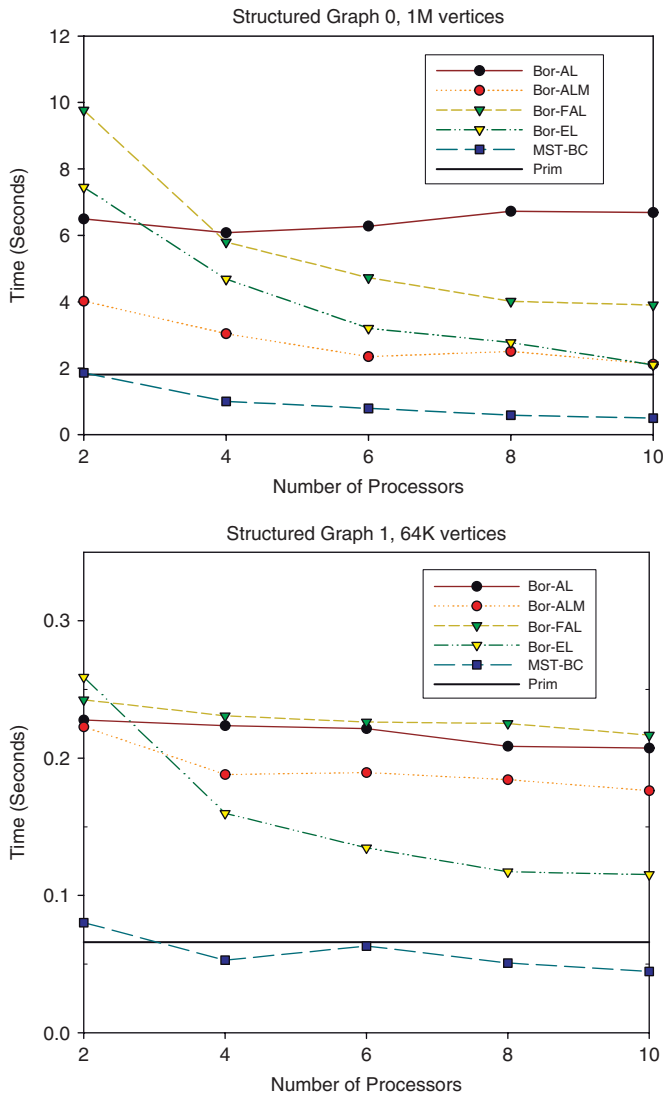 Structured Graph 0, 1M vertices
12
10
8
6
4
2
0
Time (Seconds)
Bor-AL
Bor-ALM
Bor-FAL
Bor-EL
MST-BC
Prim
2 4 6 8 10
Number of Processors
Structured Graph 1, 64K vertices
0.3
0.2
0.1
0.0
Time (Seconds)
Bor-AL
Bor-ALM
Bor-FAL
Bor-EL
MST-BC
Prim
2 4 6 8 10
Number of Processors